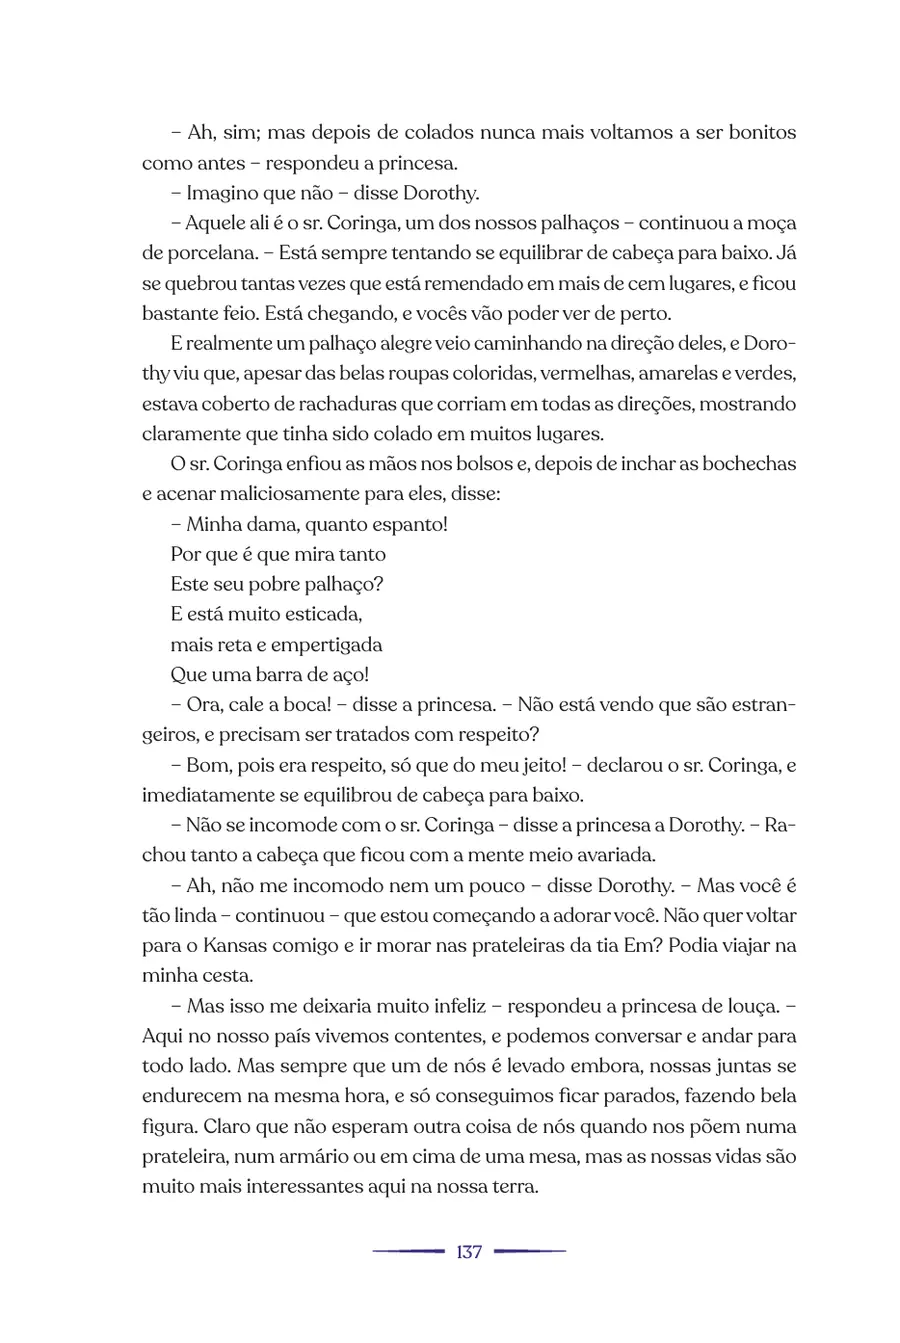 – Ah, sim; mas depois de colados nunca mais voltamos a ser bonitos
como antes – respondeu a princesa.
– Imagino que não – disse Dorothy.
– Aquele ali é o sr. Coringa, um dos nossos palhaços – continuou a moça
de porcelana. – Está sempre tentando se equilibrar de cabeça para baixo. Já
se quebrou tantas vezes que está remendado em mais de cem lugares, e ficou
bastante feio. Está chegando, e vocês vão poder ver de perto.
E realmente um palhaço alegre veio caminhando na direção deles, e Doro-
thy viu que, apesar das belas roupas coloridas, vermelhas, amarelas e verdes,
estava coberto de rachaduras que corriam em todas as direções, mostrando
claramente que tinha sido colado em muitos lugares.
O sr. Coringa enfiou as mãos nos bolsos e, depois de inchar as bochechas
e acenar maliciosamente para eles, disse:
– Minha dama, quanto espanto!
Por que é que mira tanto
Este seu pobre palhaço?
E está muito esticada,
mais reta e empertigada
Que uma barra de aço!
– Ora, cale a boca! – disse a princesa. – Não está vendo que são estran-
geiros, e precisam ser tratados com respeito?
– Bom, pois era respeito, só que do meu jeito! – declarou o sr. Coringa, e
imediatamente se equilibrou de cabeça para baixo.
– Não se incomode com o sr. Coringa – disse a princesa a Dorothy. – Ra-
chou tanto a cabeça que ficou com a mente meio avariada.
– Ah, não me incomodo nem um pouco – disse Dorothy. – Mas você é
tão linda – continuou – que estou começando a adorar você. Não quer voltar
para o Kansas comigo e ir morar nas prateleiras da tia Em? Podia viajar na
minha cesta.
– Mas isso me deixaria muito infeliz – respondeu a princesa de louça. –
Aqui no nosso país vivemos contentes, e podemos conversar e andar para
todo lado. Mas sempre que um de nós é levado embora, nossas juntas se
endurecem na mesma hora, e só conseguimos ficar parados, fazendo bela
figura. Claro que não esperam outra coisa de nós quando nos põem numa
prateleira, num armário ou em cima de uma mesa, mas as nossas vidas são
muito mais interessantes aqui na nossa terra.
137